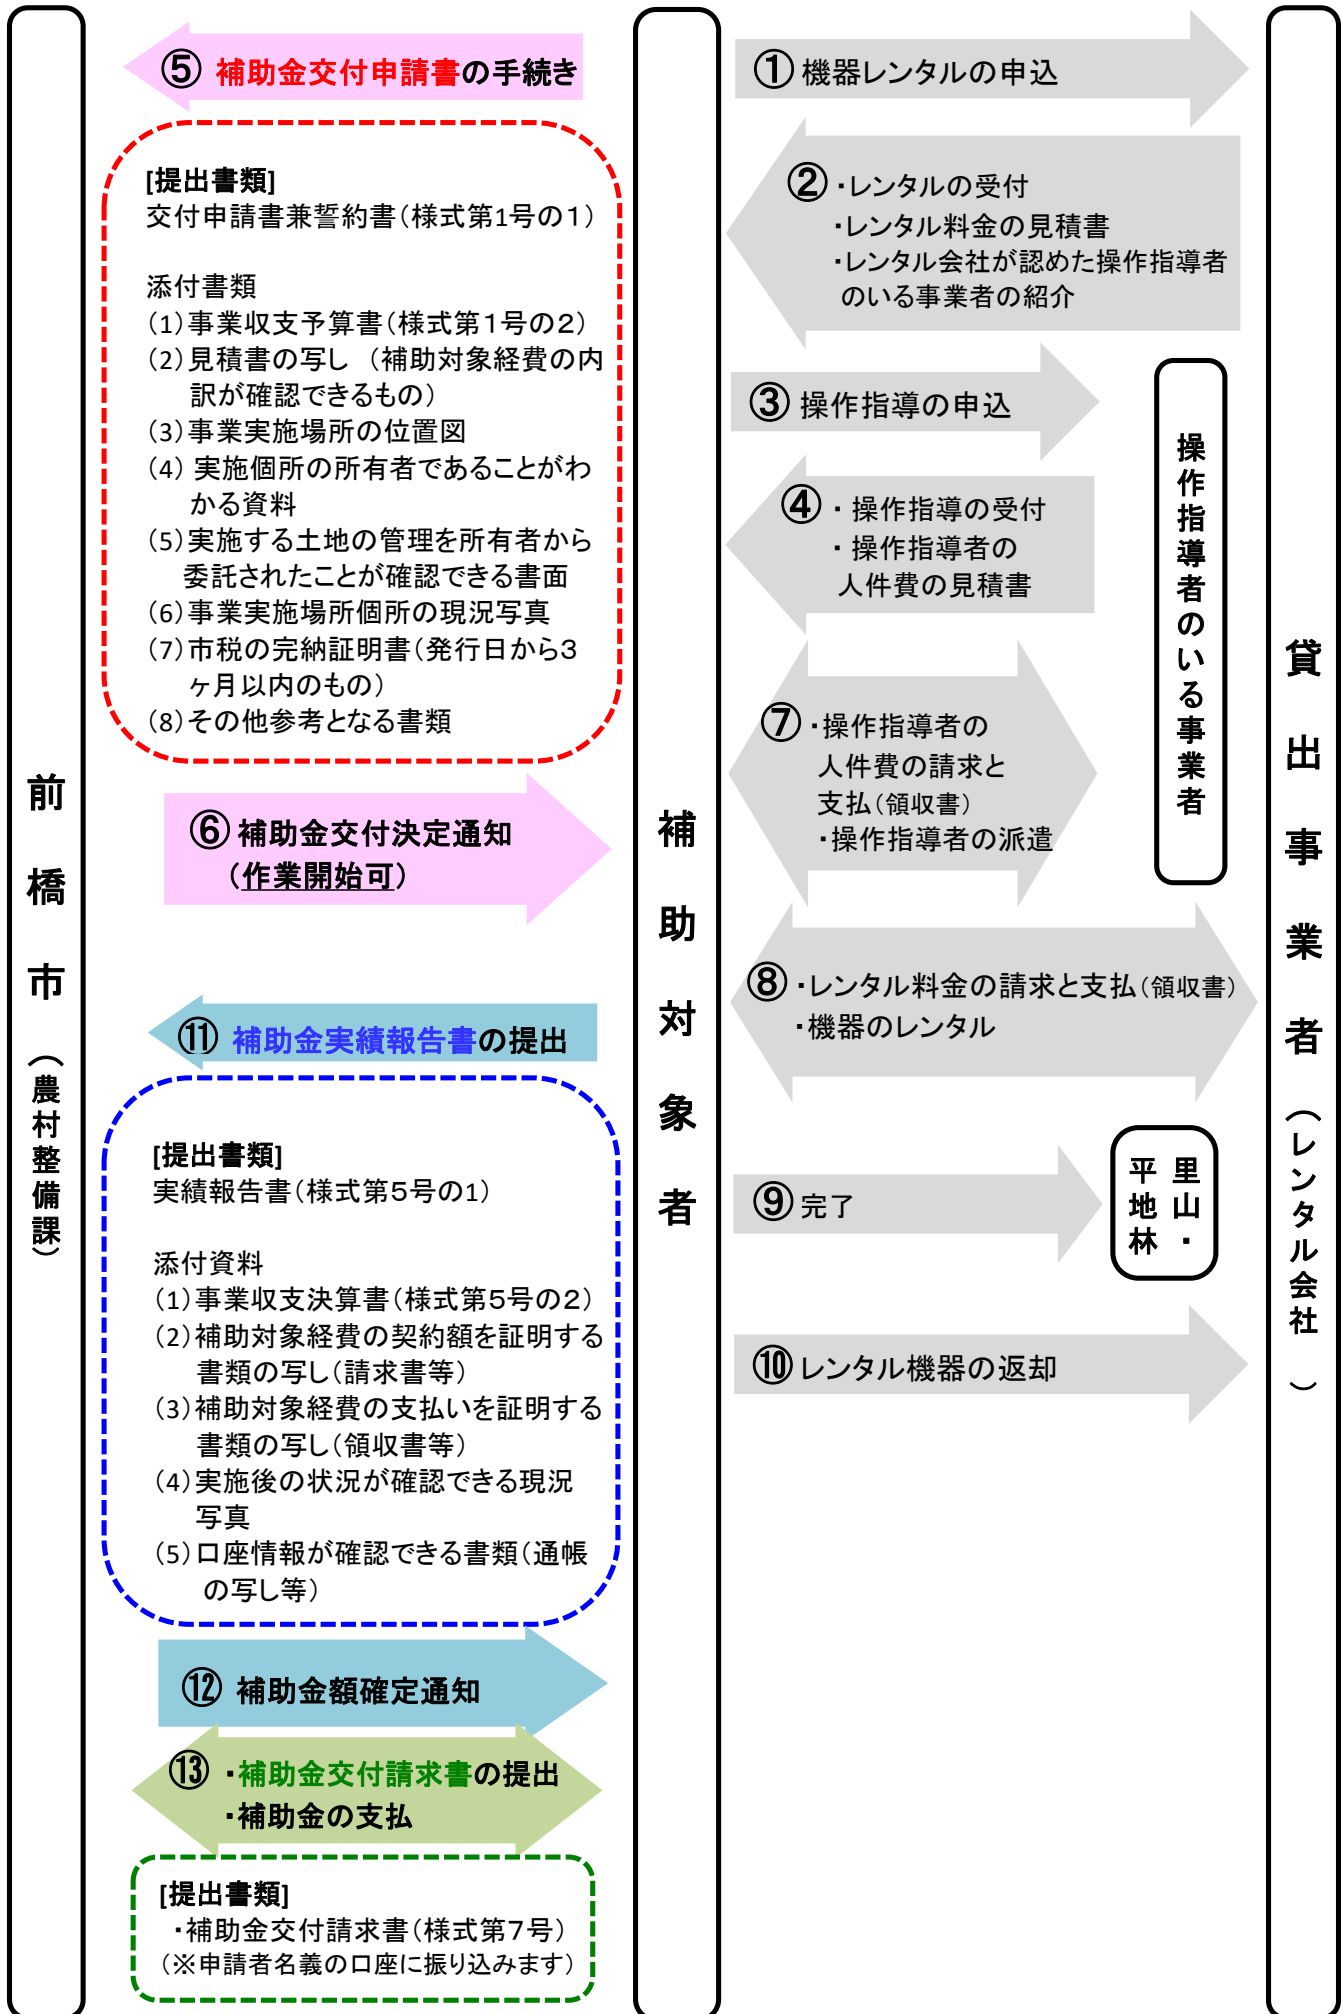 ⑤ 補助金交付申請書の手続き
[提出書類]
交付申請書兼誓約書（様式第1号の１）
添付書類
（1）事業収支予算書（様式第１号の２）
（2）見積書の写し （補助対象経費の内
訳が確認できるもの）
（3）事業実施場所の位置図
（4） 実施個所の所有者であることがわ
かる資料
（5）実施する土地の管理を所有者から
委託されたことが確認できる書面
（6）事業実施場所個所の現況写真
（7）市税の完納証明書（発行日から３
ヶ月以内のもの）
（8）その他参考となる書類
⑥ 補助金交付決定通知
（作業開始可）
⑪ 補助金実績報告書の提出
[提出書類]
実績報告書（様式第５号の1）
添付資料
（1）事業収支決算書（様式第５号の２）
（2）補助対象経費の契約額を証明する
書類の写し（請求書等）
（3）補助対象経費の支払いを証明する
書類の写し（領収書等）
（4）実施後の状況が確認できる現況
写真
（5）口座情報が確認できる書類（通帳
の写し等）
⑫ 補助金額確定通知
⑬ ・補助金交付請求書の提出
・補助金の支払
[提出書類]
・補助金交付請求書（様式第７号）
（※申請者名義の口座に振り込みます）
前橋市（農村整備課）
補助対象者
① 機器レンタルの申込
② ・レンタルの受付
・レンタル料金の見積書
・レンタル会社が認めた操作指導者
のいる事業者の紹介
③ 操作指導の申込
④ ・ 操作指導の受付
・ 操作指導者の
人件費の見積書
⑦ ・操作指導者の
人件費の請求と
支払（領収書）
・操作指導者の派遣
操作指導者のいる事業者
⑧ ・レンタル料金の請求と支払（領収書）
・機器のレンタル
⑨ 完了
里山・
平地林
⑩ レンタル機器の返却
貸出事業者（レンタル会社 ）